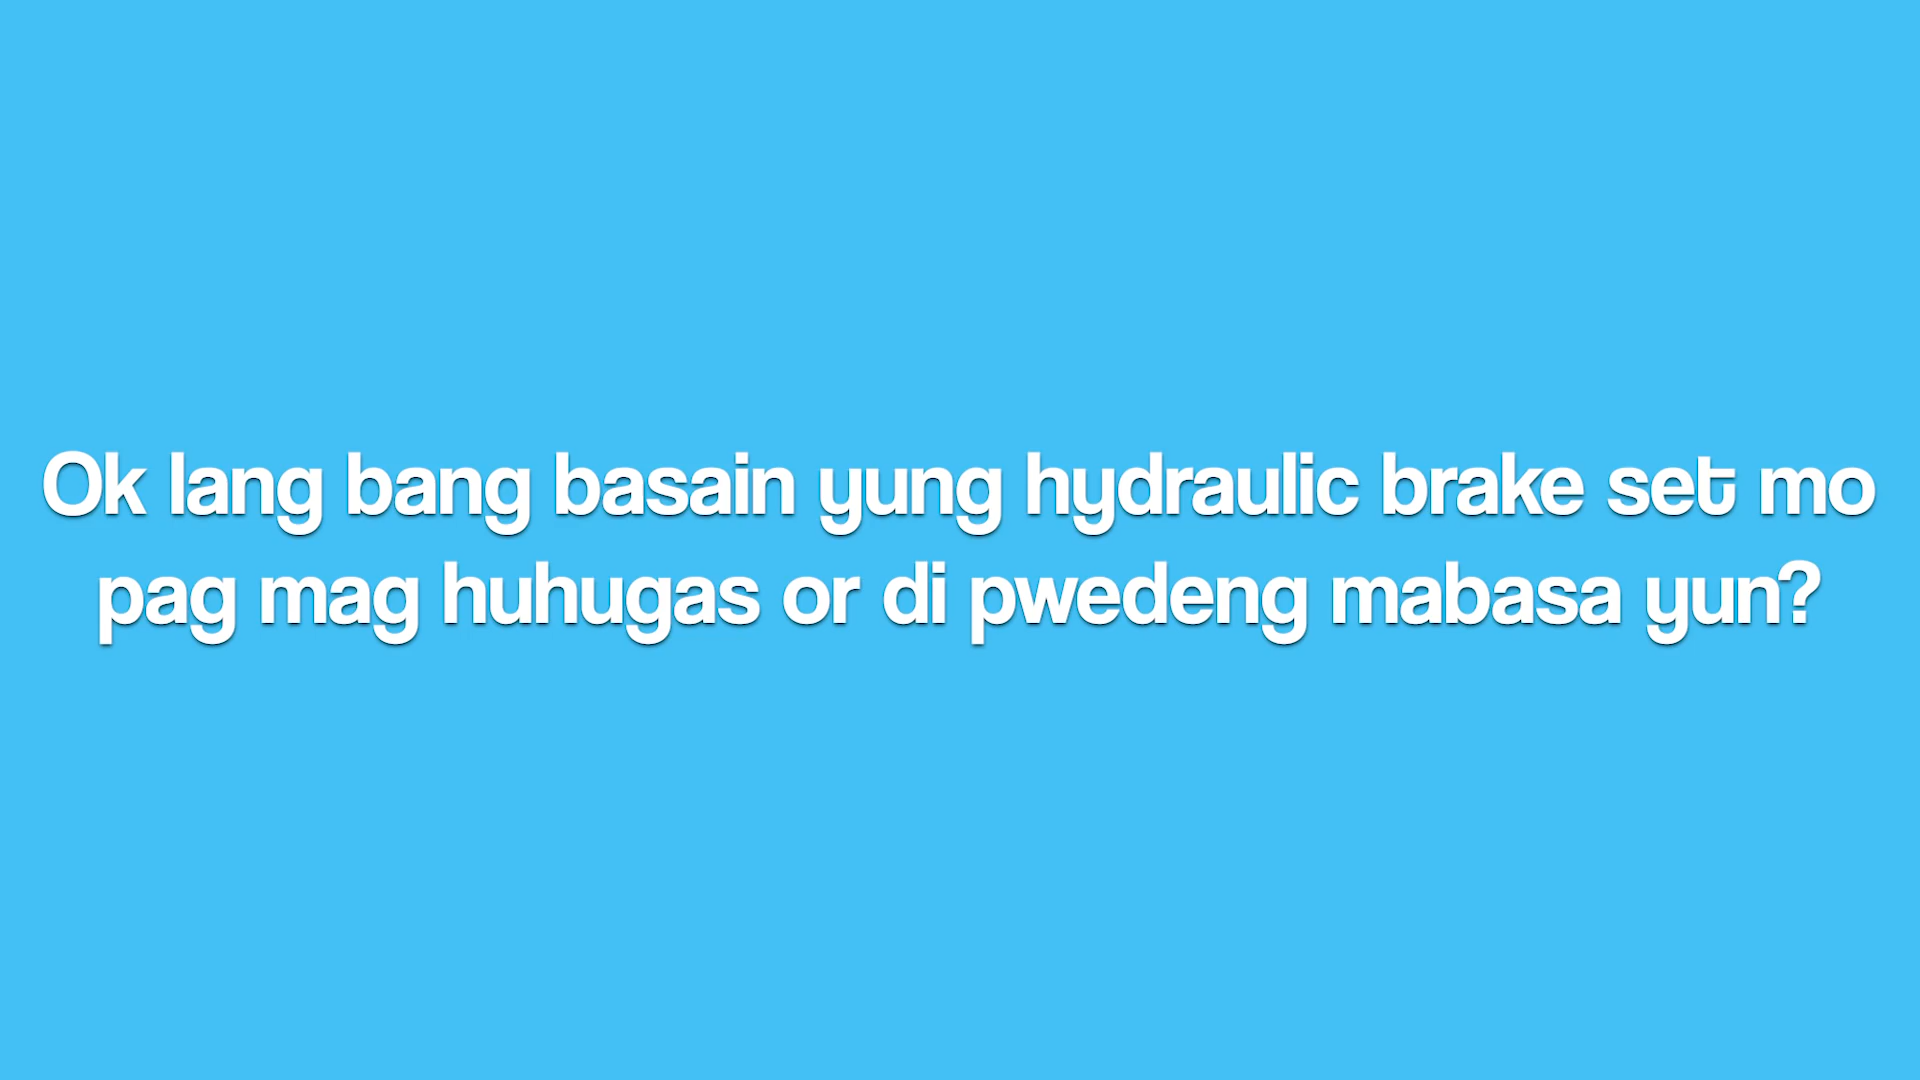 Ok lang bang basain yung hydraulic brake set mo
pag mag huhugas or di pwedeng mabasa yun?